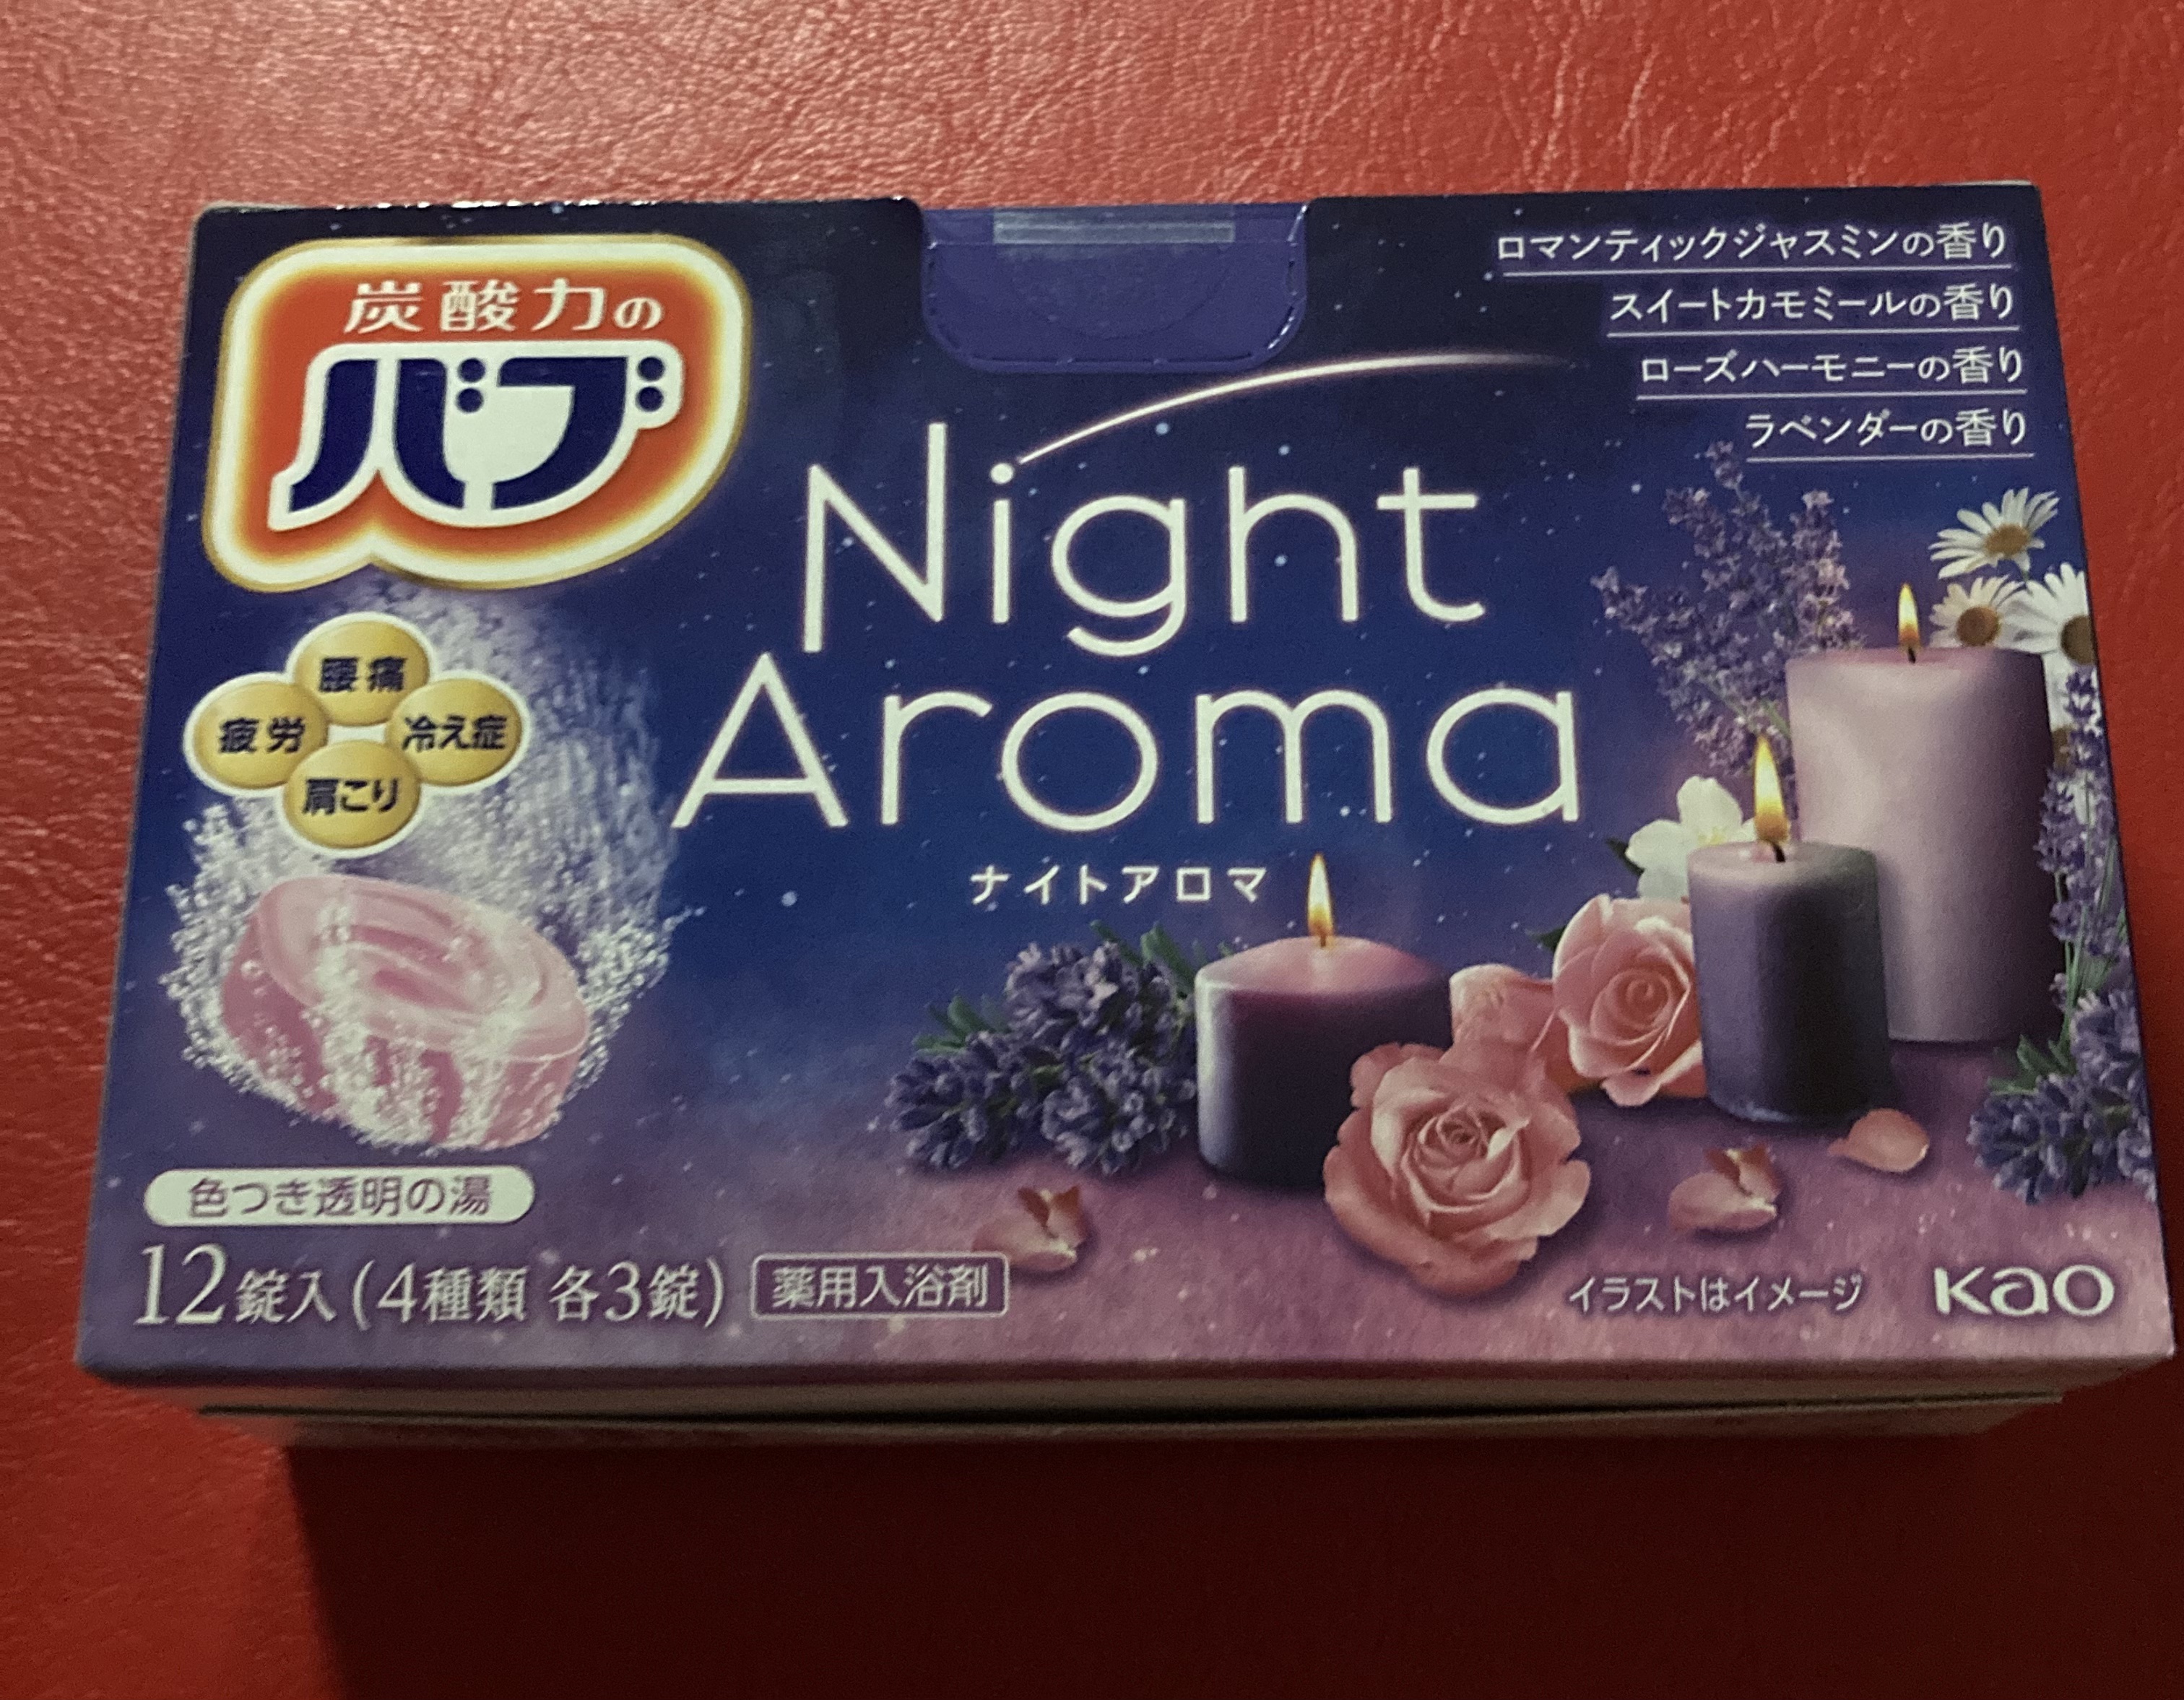 炭酸力の
バブ
ロマンティックジャスミンの香り
スイートカモミールの香り
ローズハーモニーの香り
ラベンダーの香り
Night
Aroma
ナイトアロマ
腰痛
疲労
冷え症
肩こり
色つき透明の湯
12錠入(4種類 各3錠)
薬用入浴剤
イラストはイメージ
Kao